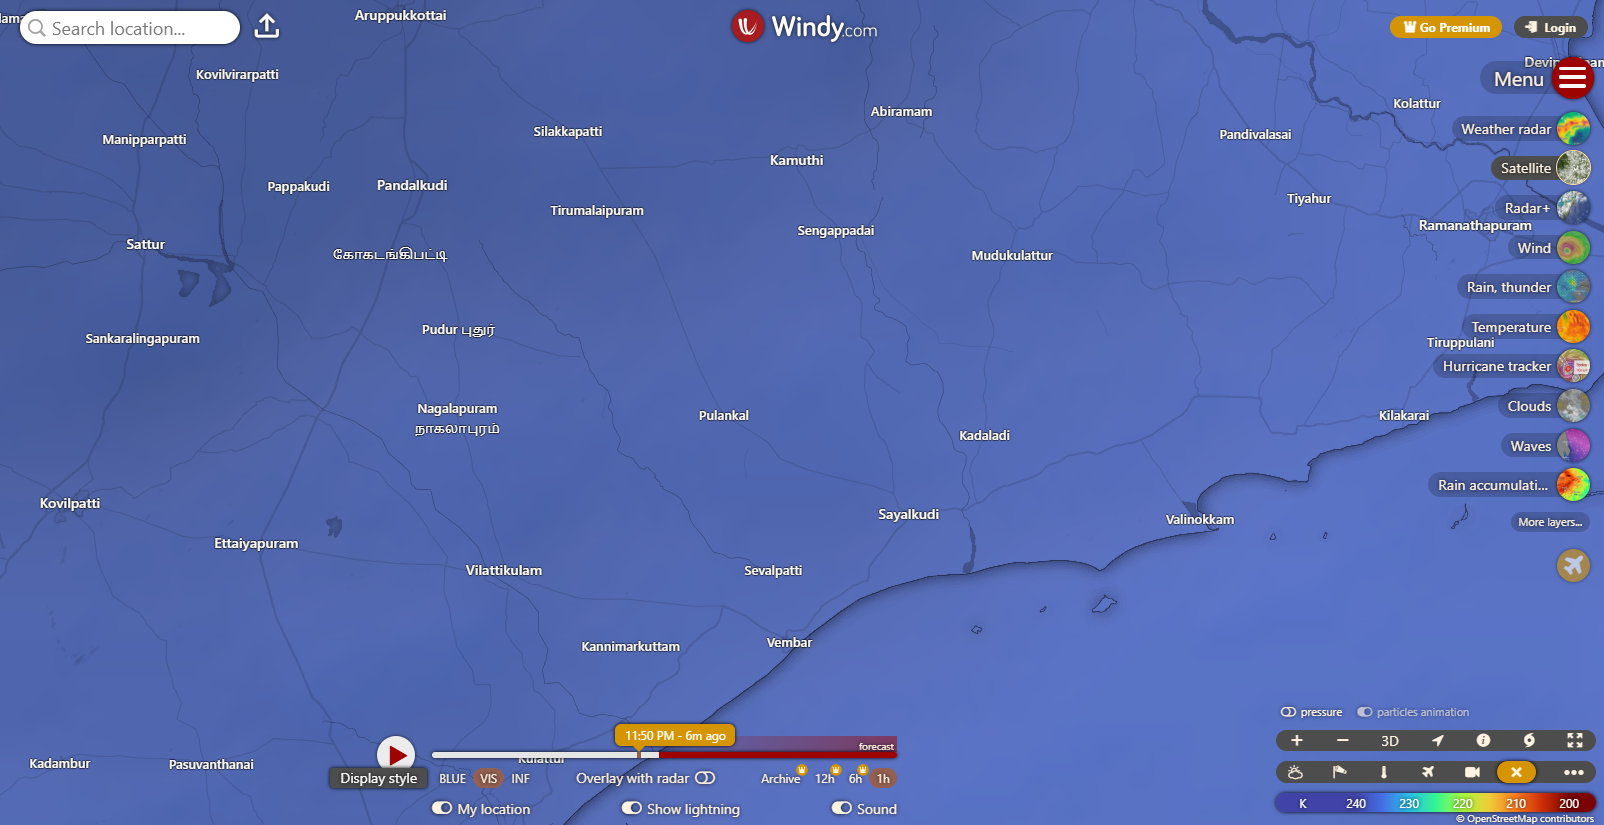 Aruppukkottai
Search location...
Windy.com
Go Premium
Login
Kovilvirarpatti
Menu
Kolattur
Abiramam
Silakkapatti
Pandivalasai
Weather radar
Manipparpatti
Kamuthi
Satellite
Pappakudi
Pandalkudi
Tirumalaipuram
Tiyahur
Radar+
Ramanathapuram
Sengappadai
Sattur
Wind
கோகடங்கிபட்டி
Mudukulattur
Rain, thunder
Pudur புதுர்
Temperature
Sankaralingapuram
Tiruppulani
Hurricane tracker
Nagalapuram
நாகலாபுரம்
Clouds
Pulankal
Kilakarai
Kadaladi
Waves
Rain accumulati...
Kovilpatti
Sayalkudi
Valinokkam
More layers...
Ettaiyapuram
Vilattikulam
Sevalpatti
Kannimarkuttam
Vembar
pressure
particles animation
11:50 PM - 6m ago
forecast
3D
Kadambur
Pasuvanthanai
Kulattur
Display style
BLUE VIS INF
Overlay with radar
Archive 12h 6h 1h
My location
Show lightning
Sound
K 240 230 220 210 200
© OpenStreetMap contributors